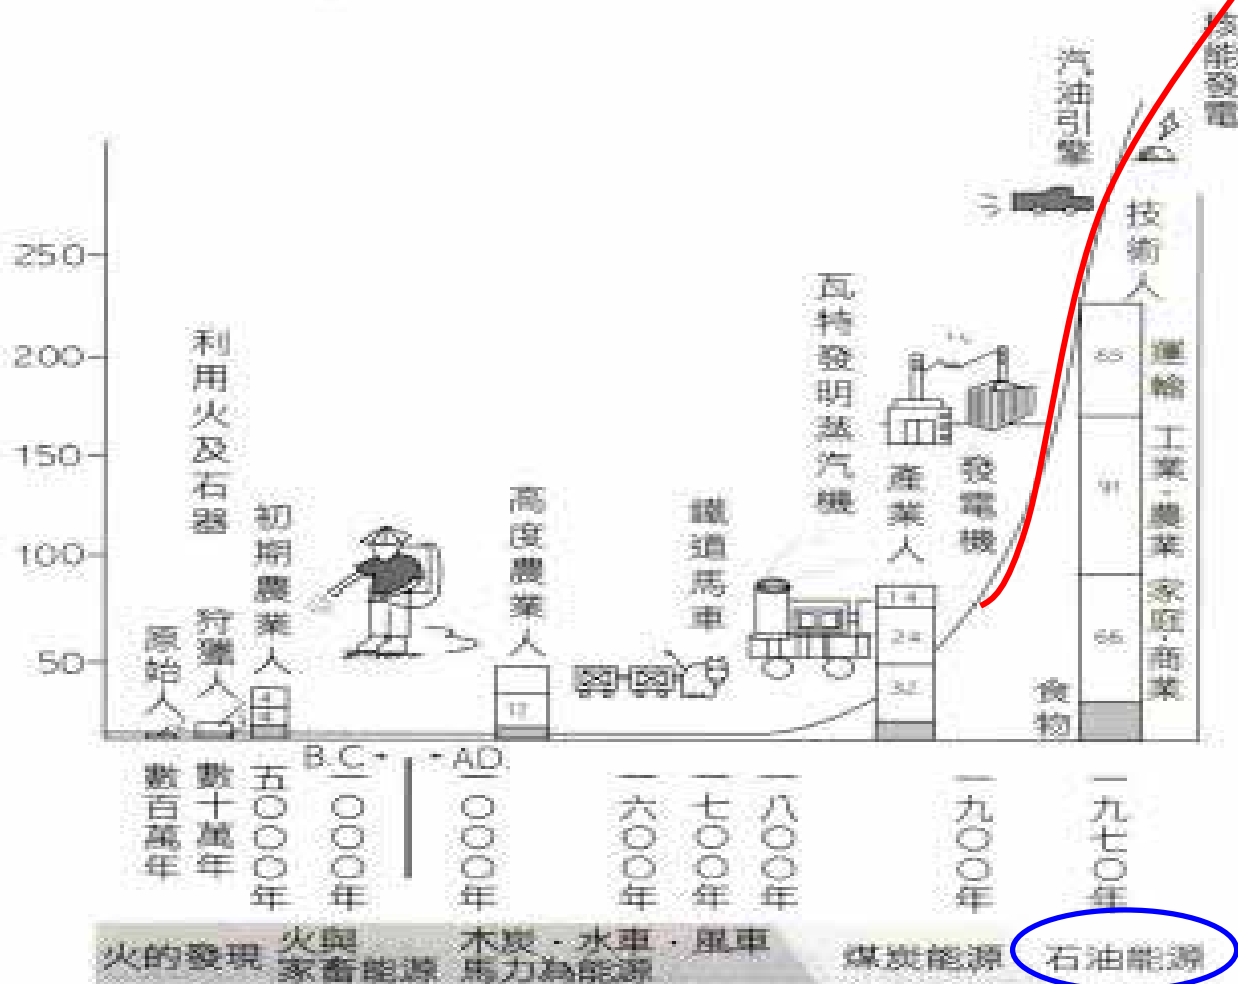 核能發電
汽油引擎
技術人
250
200
150
100
50
利用火及石器
瓦特發明蒸汽機
運輸
工業·農業
家庭·商業
食物
91
66
產業人
發電機
14
24
32
鐵道馬車
高度農業人
12
初期農業人
4
4
狩獵人
原始人
B.C AD.
數百萬年
數十萬年
五〇〇〇年
一〇〇〇年
一〇〇〇年
一六〇〇年
一七〇〇年
一八〇〇年
一九〇〇年
一九七〇年
火的發現
火與
家畜能源
木炭·水車·風車
馬力為能源
煤炭能源
石油能源